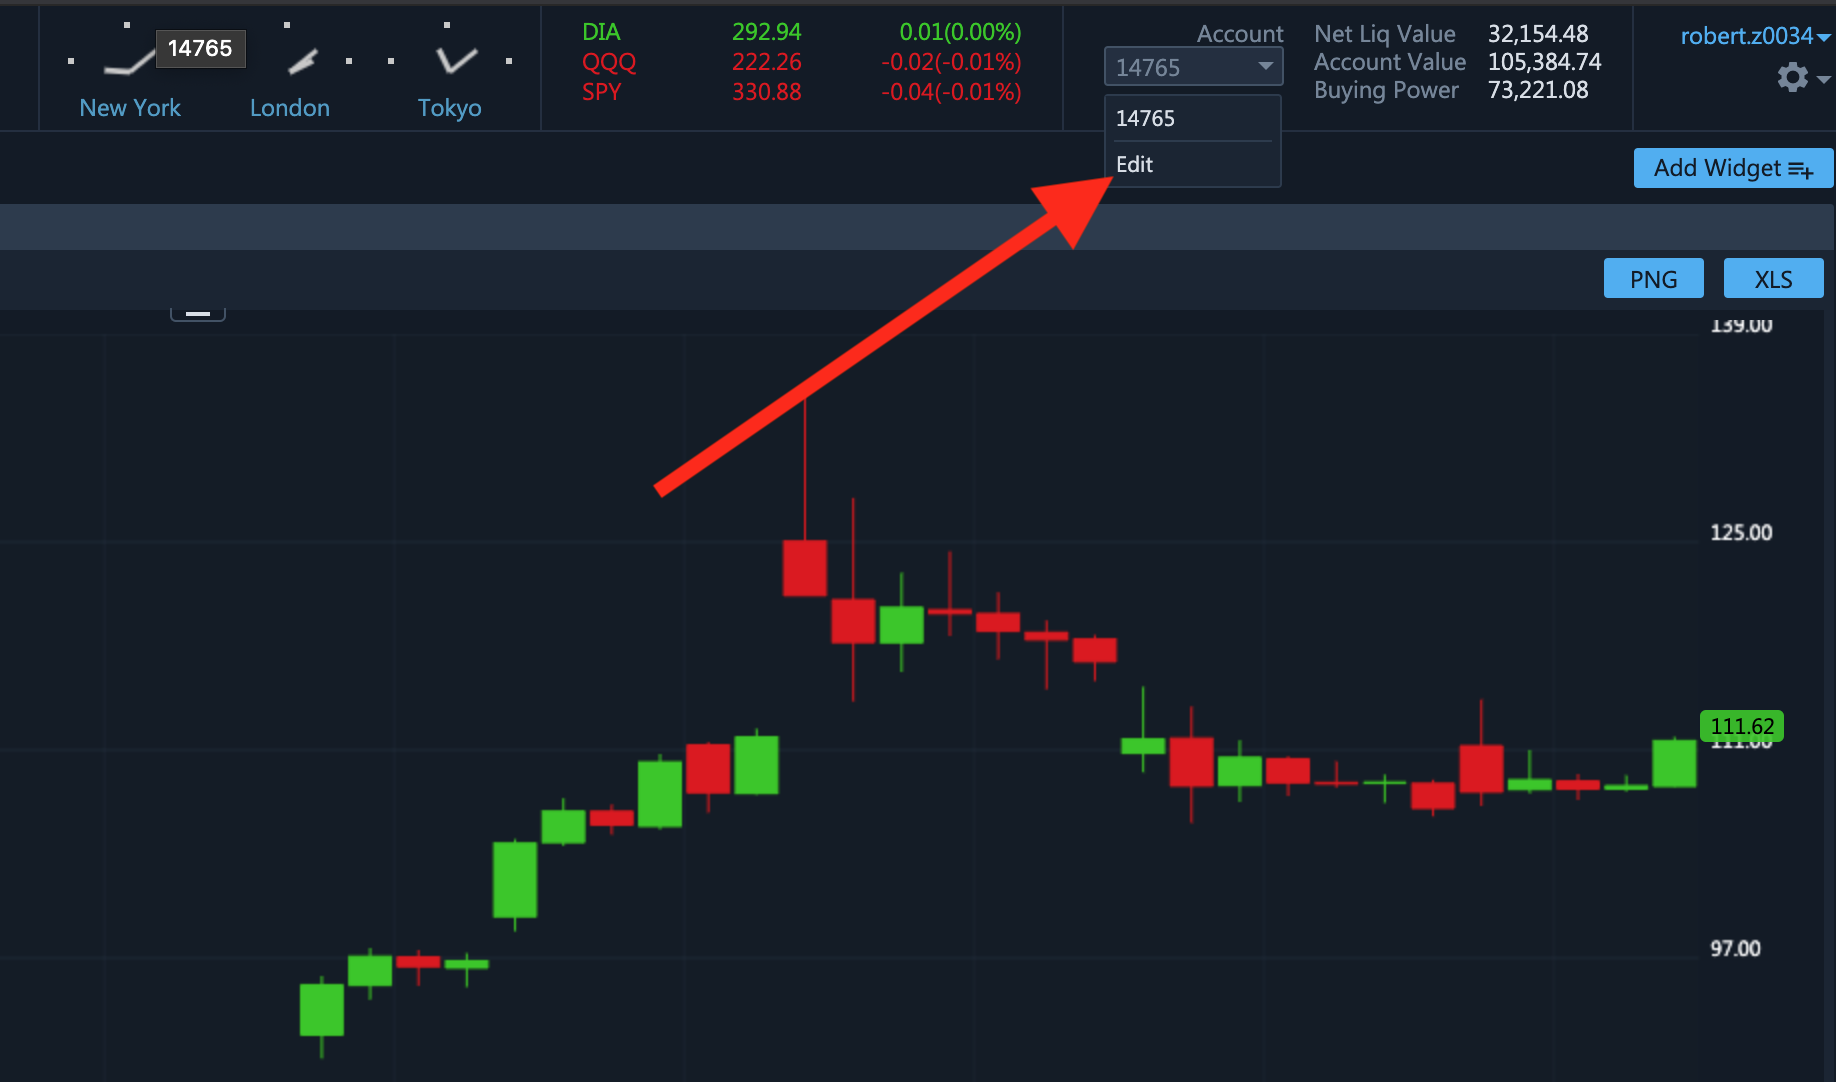 14765
New York London Tokyo
DIA 292.94 0.01(0.00%)
QQQ 222.26 -0.02(-0.01%)
SPY 330.88 -0.04(-0.01%)
Account
14765
14765
Edit
Net Liq Value 32,154.48
Account Value 105,384.74
Buying Power 73,221.08
robert.z0034
Add Widget
PNG XLS
139.00
125.00
111.62
111.00
97.00